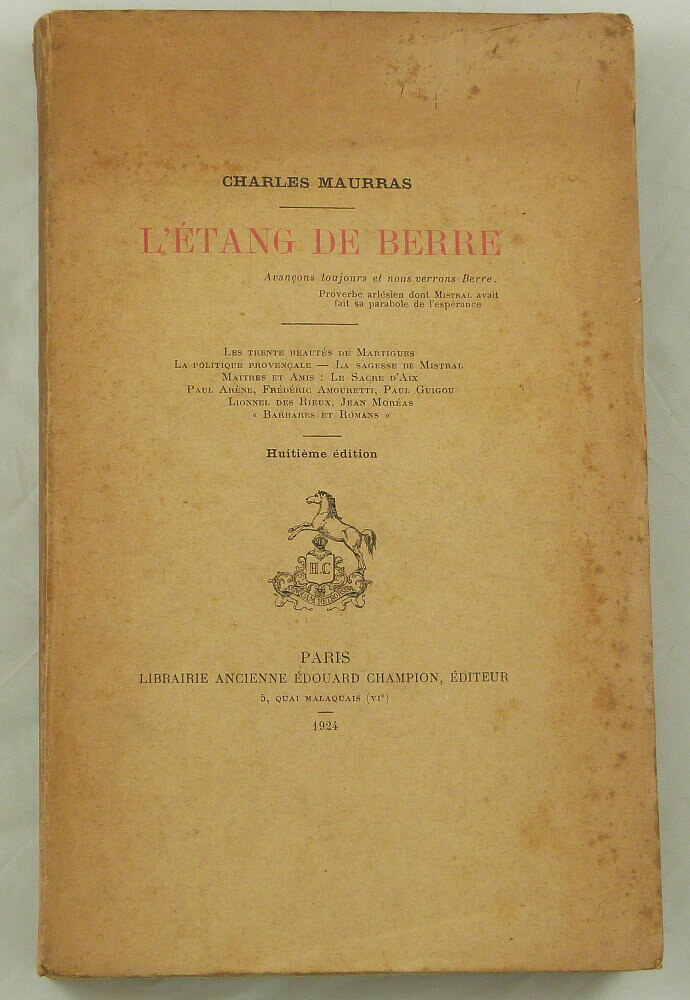 CHARLES MAURRAS
L'ÉTANG DE BERRE
Avançons toujours et nous verrons Berre.
Proverbe arlésien dont MISTRAL avait
fait sa parabole de l'espérance
LES TRENTE BEAUTÉS DE MARTIGUES
LA POLITIQUE PROVENÇALE — LA SAGESSE DE MISTRAL
MAITRES ET AMIS : LE SACRE D'AIX
PAUL ARÈNE, FRÉDÉRIC AMOURETTI, PAUL GUIGOU
LIONNEL DES RIEUX, JEAN MORÉAS
« BARBARES ET ROMANS »
Huitième édition
H.C
PARIS
LIBRAIRIE ANCIENNE ÉDOUARD CHAMPION, ÉDITEUR
5, QUAI MALAQUAIS (VIᵉ)
1924